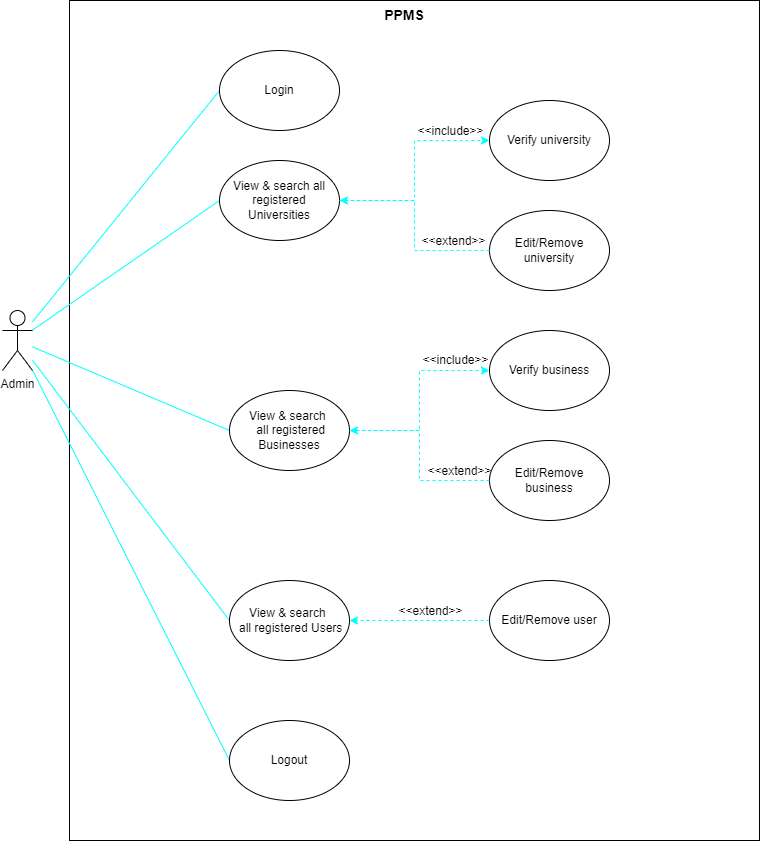 PPMS
Login
<<include>>
Verify university
View & search all
registered
Universities
<<extend>>
Edit/Remove
university
Admin
<<include>>
Verify business
View & search
all registered
Businesses
<<extend>>
Edit/Remove
business
View & search
all registered Users
<<extend>>
Edit/Remove user
Logout